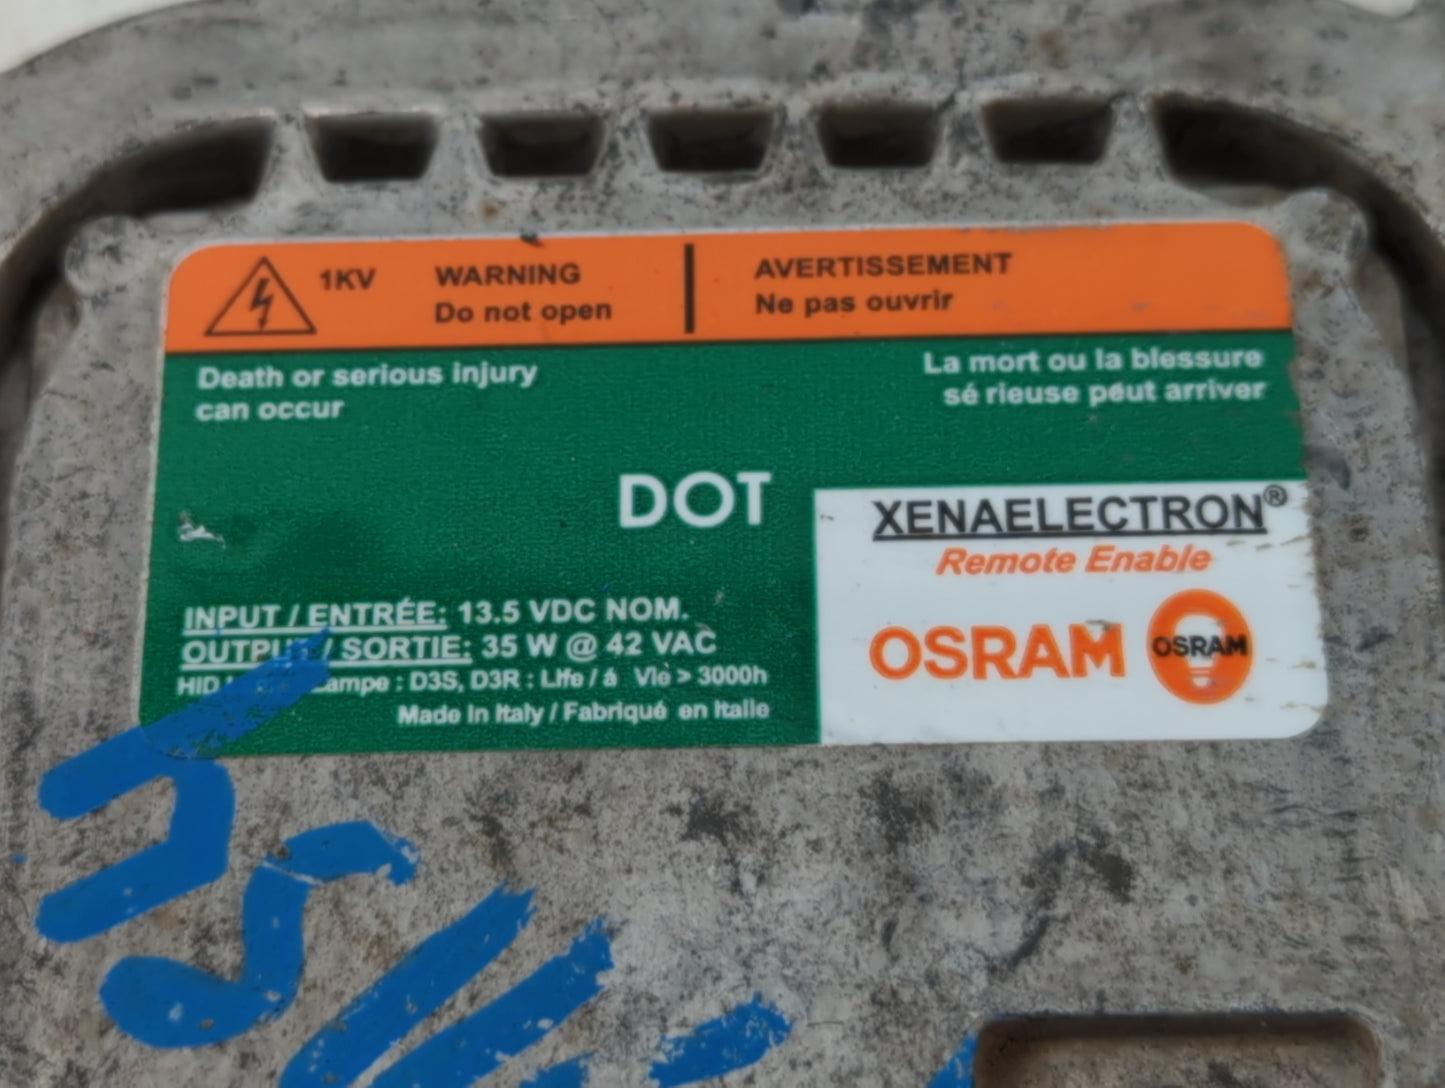 1KV WARNING AVERTISSEMENT
Do not open Ne pas ouvrir
Death or serious injury
can occur
La mort ou la blessure
sé rieuse peut arriver
DOT
XENAELECTRON®
Remote Enable
OSRAM OSRAM
INPUT / ENTRÉE: 13.5 VDC NOM.
OUTPUT / SORTIE: 35 W @ 42 VAC
HID Lampe : D3S, D3R : Life / á Vie > 3000h
Made in Italy / Fabriqué en Italie